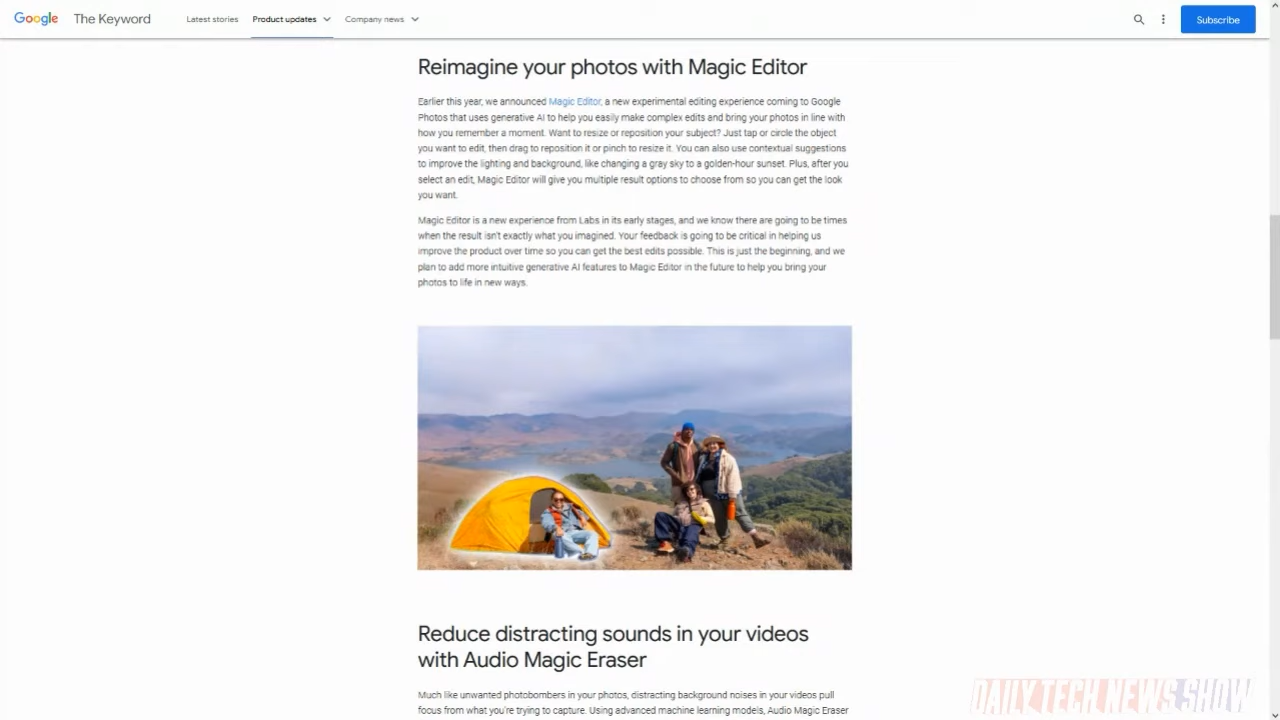 Google The Keyword Latest stories Product updates Company news Subscribe
Reimagine your photos with Magic Editor
Earlier this year, we announced Magic Editor, a new experimental editing experience coming to Google
Photos that uses generative AI to help you easily make complex edits and bring your photos in line with
how you remember a moment. Want to resize or reposition your subject? Just tap or circle the object
you want to edit, then drag to reposition it or pinch to resize it. You can also use contextual suggestions
to improve the lighting and background, like changing a gray sky to a golden-hour sunset. Plus, after you
select an edit, Magic Editor will give you multiple result options to choose from so you can get the look
you want.
Magic Editor is a new experience from Labs in its early stages, and we know there are going to be times
when the result isn't exactly what you imagined. Your feedback is going to be critical in helping us
improve the product over time so you can get the best edits possible. This is just the beginning, and we
plan to add more intuitive generative AI features to Magic Editor in the future to help you bring your
photos to life in new ways.
Reduce distracting sounds in your videos
with Audio Magic Eraser
Much like unwanted photobombers in your photos, distracting background noises in your videos pull
focus from what you're trying to capture. Using advanced machine learning models, Audio Magic Eraser
DAILY TECH NEWS SHOW